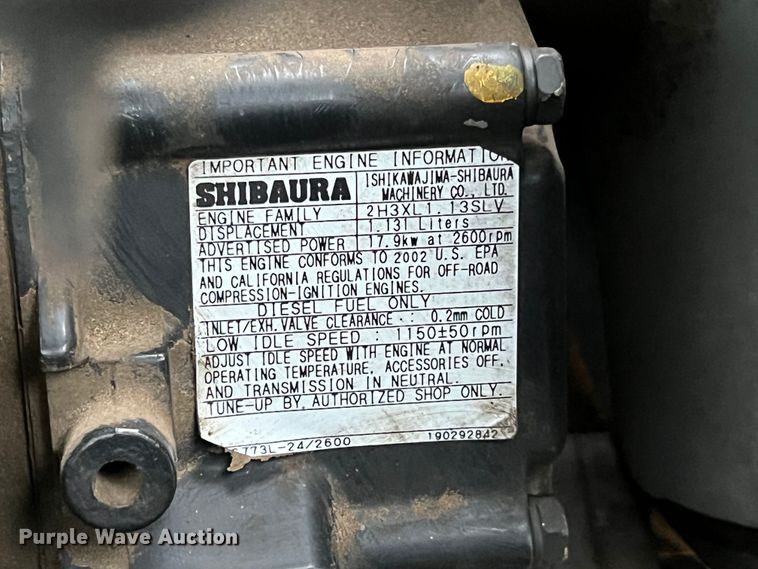 IMPORTANT ENGINE INFORMATION
SHIBAURA
ISHIKAWAJIMA-SHIBAURA
MACHINERY CO., LTD.
ENGINE FAMILY 2H3XL1.13SLV
DISPLACEMENT 1.131 Liters
ADVERTISED POWER 17.9kw at 2600rpm
THIS ENGINE CONFORMS TO 2002 U.S. EPA
AND CALIFORNIA REGULATIONS FOR OFF-ROAD
COMPRESSION-IGNITION ENGINES.
DIESEL FUEL ONLY
INLET/EXH.VALVE CLEARANCE : 0.2mm COLD
LOW IDLE SPEED : 1150±50rpm
ADJUST IDLE SPEED WITH ENGINE AT NORMAL
OPERATING TEMPERATURE, ACCESSORIES OFF,
AND TRANSMISSION IN NEUTRAL.
TUNE-UP BY AUTHORIZED SHOP ONLY.
773L-24/2600 190292842
Purple Wave Auction